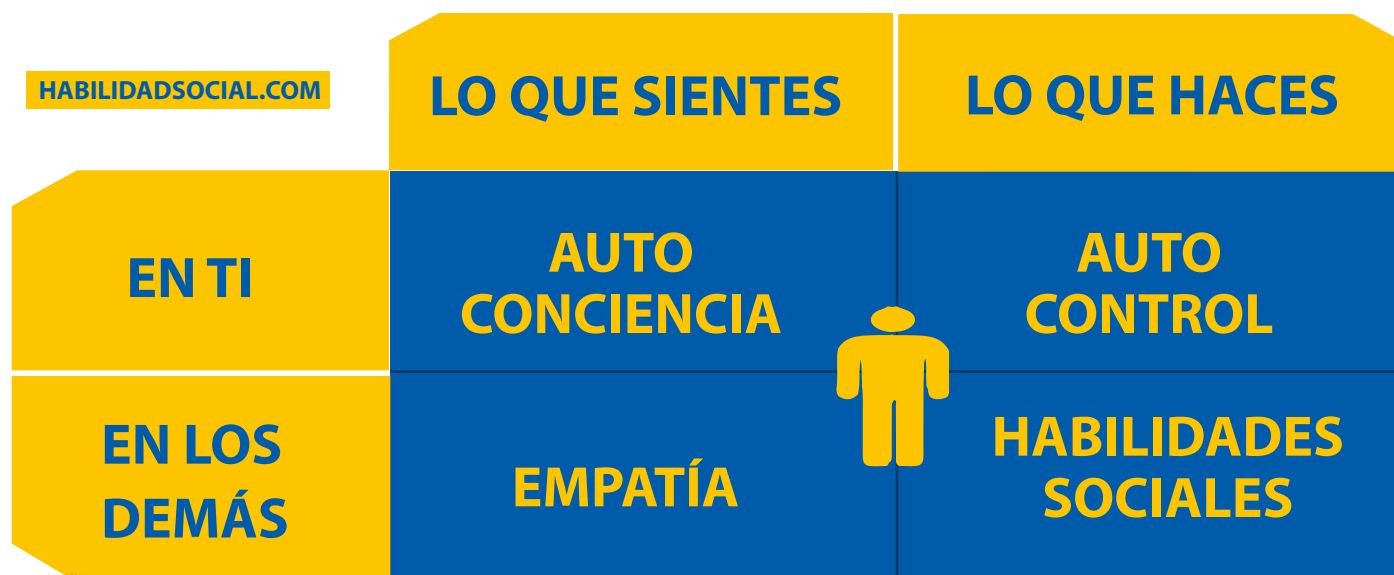 HABILIDADSOCIAL.COM
LO QUE SIENTES
LO QUE HACES
EN TI
AUTO
CONCIENCIA
AUTO
CONTROL
EN LOS
DEMÁS
EMPATÍA
HABILIDADES
SOCIALES